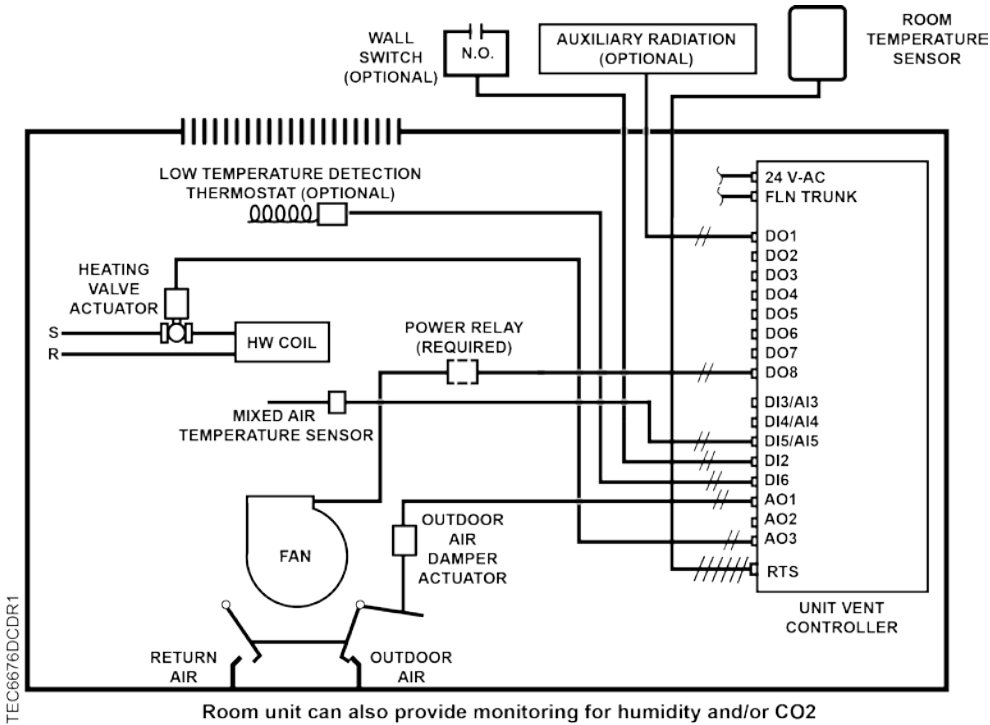 WALL
SWITCH
(OPTIONAL)
N.O.
AUXILIARY RADIATION
(OPTIONAL)
ROOM
TEMPERATURE
SENSOR
LOW TEMPERATURE DETECTION
THERMOSTAT (OPTIONAL)
24 V-AC
FLN TRUNK
DO1
DO2
DO3
DO4
DO5
DO6
DO7
DO8
DI3/AI3
DI4/AI4
DI5/AI5
DI2
DI6
AO1
AO2
AO3
RTS
UNIT VENT
CONTROLLER
HEATING
VALVE
ACTUATOR
S
R
HW COIL
POWER RELAY
(REQUIRED)
MIXED AIR
TEMPERATURE SENSOR
FAN
OUTDOOR
AIR
DAMPER
ACTUATOR
RETURN
AIR
OUTDOOR
AIR
TEC6676DCDR1
Room unit can also provide monitoring for humidity and/or CO2